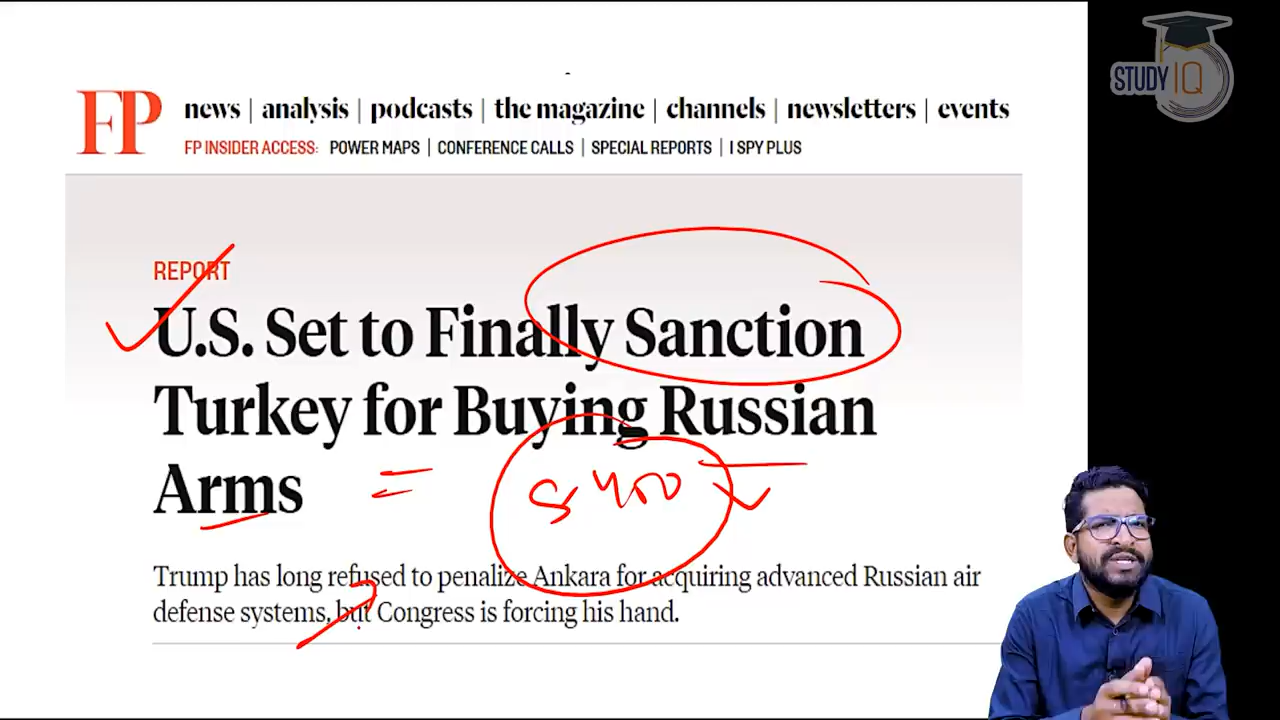 STUDY IQ
FP
news | analysis | podcasts | the magazine | channels | newsletters | events
FP INSIDER ACCESS: POWER MAPS | CONFERENCE CALLS | SPECIAL REPORTS | I SPY PLUS
REPORT
U.S. Set to Finally Sanction
Turkey for Buying Russian
Arms
= S400
Trump has long refused to penalize Ankara for acquiring advanced Russian air
defense systems, but Congress is forcing his hand.